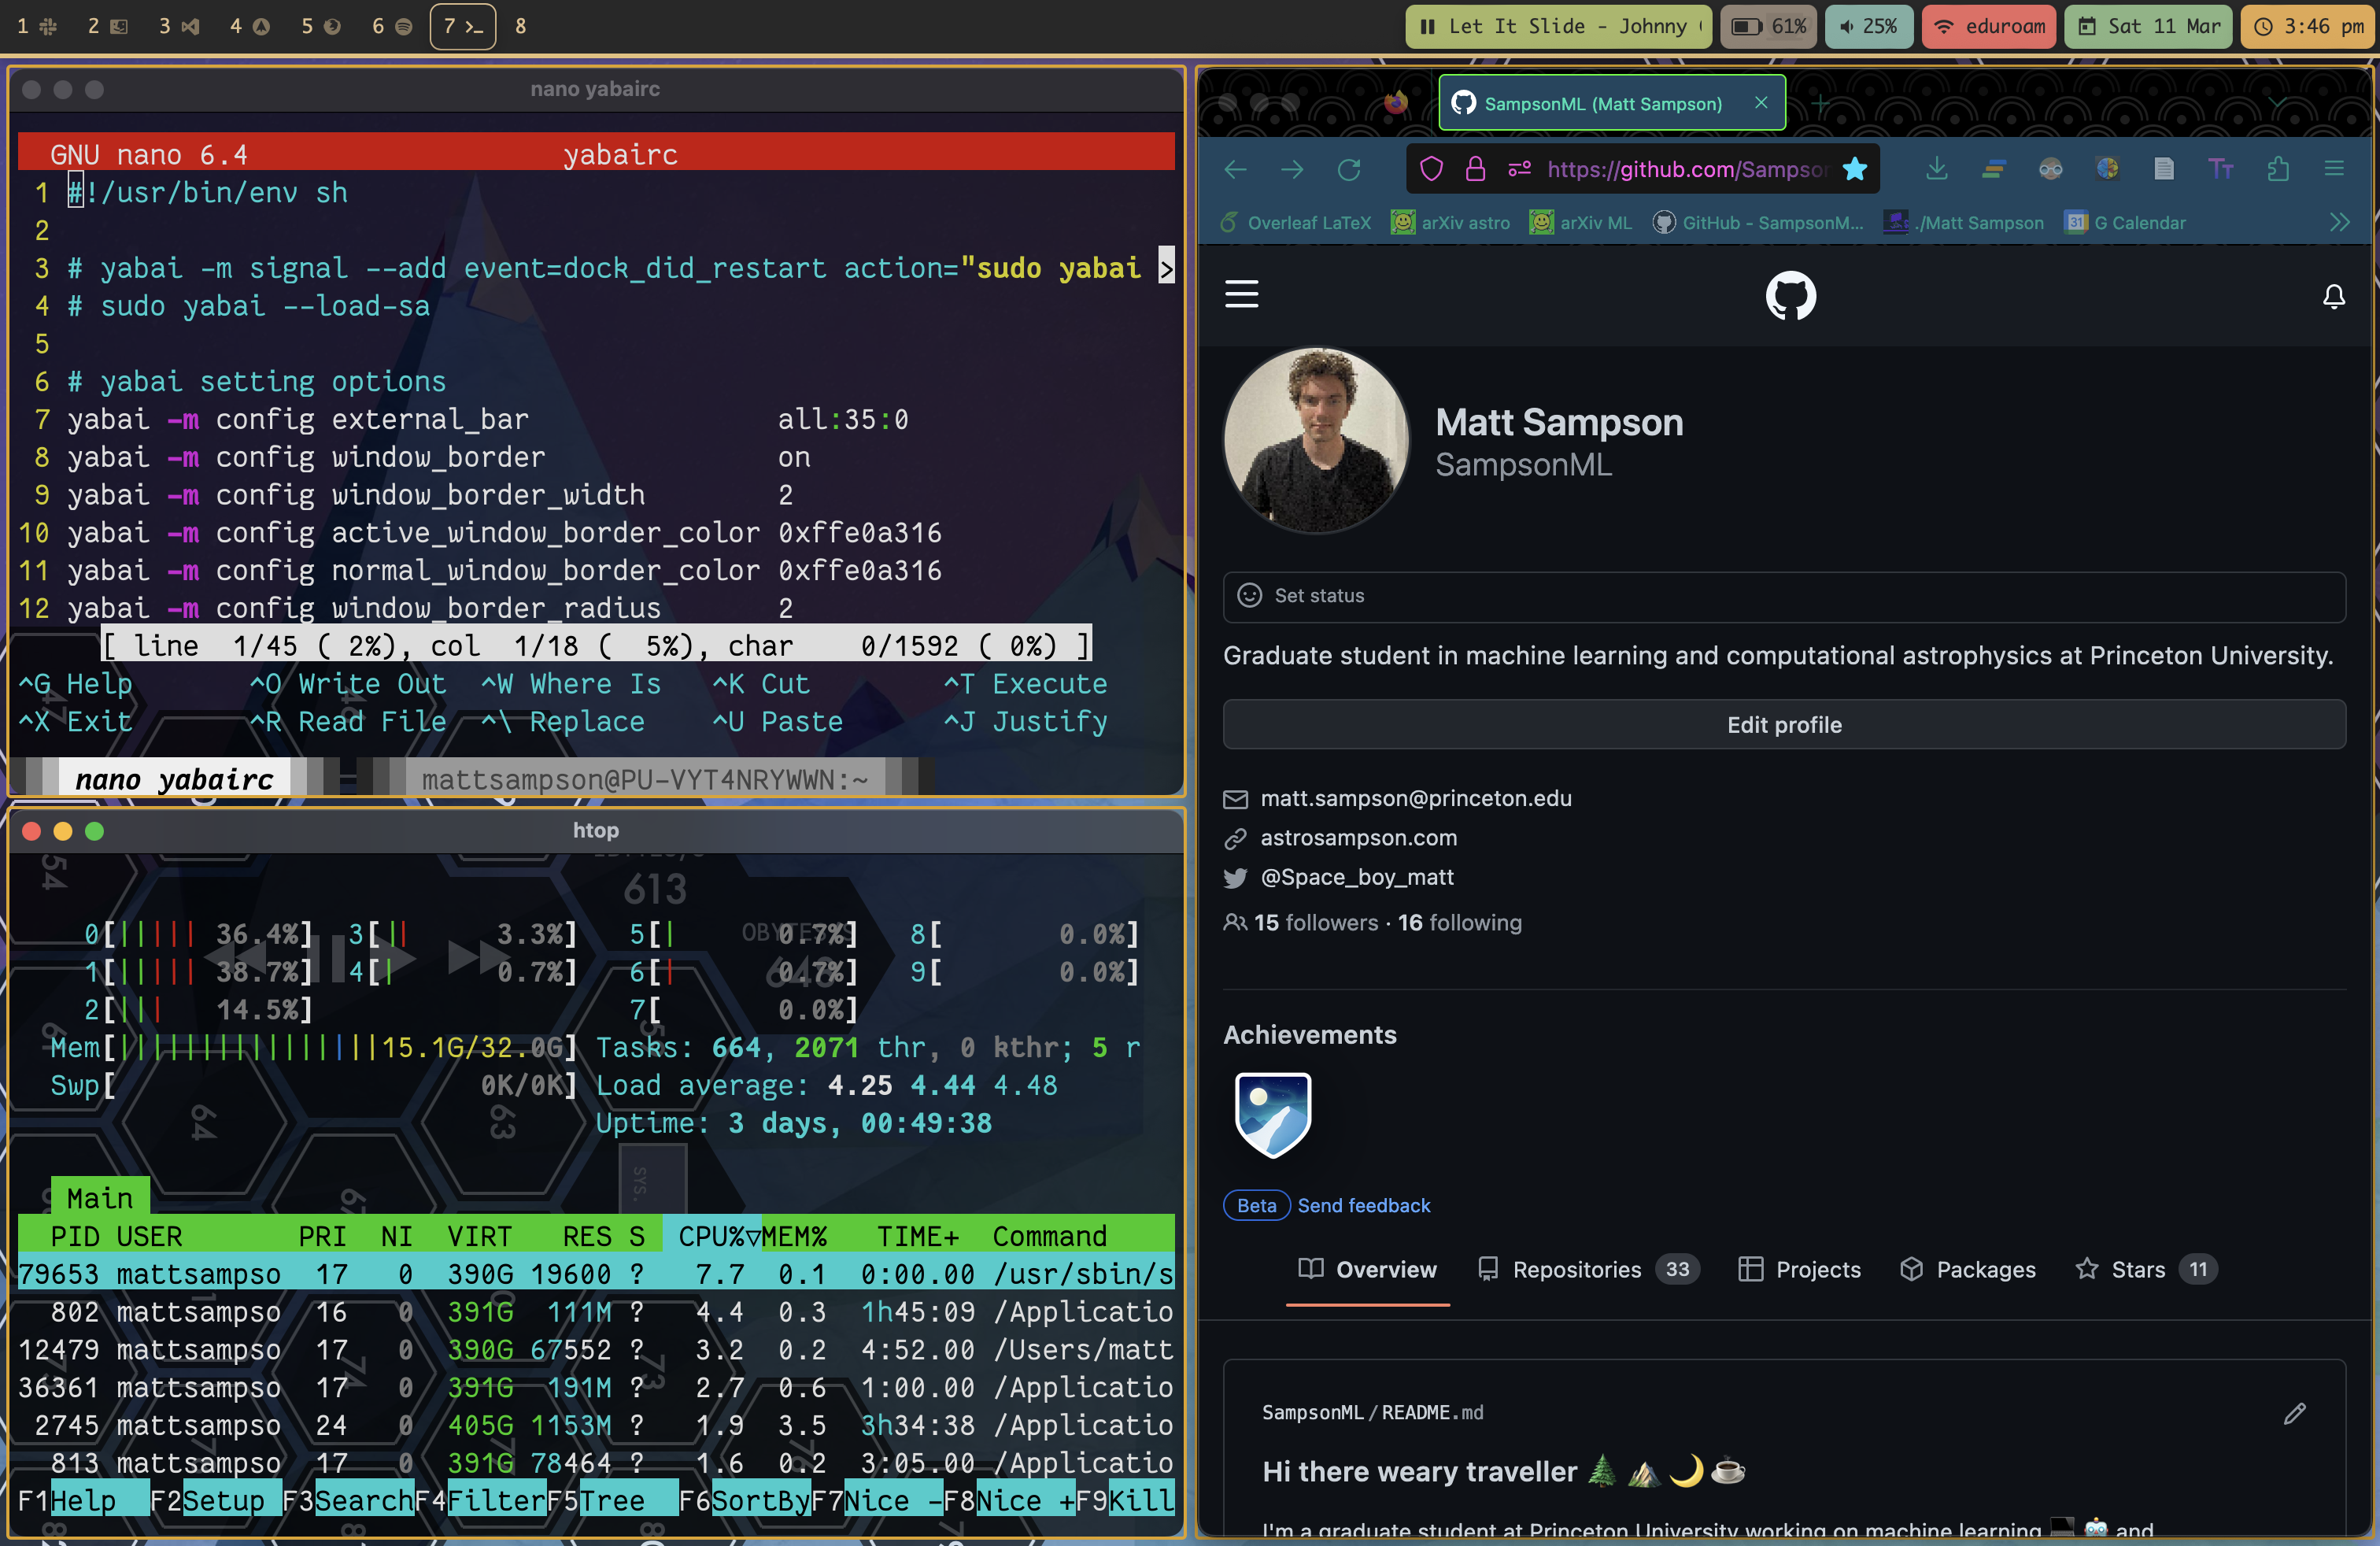 1 2 3 4 5 6 7 8
Let It Slide - Johnny
61%
25%
eduroam
Sat 11 Mar
3:46 pm
nano yabairc
GNU nano 6.4 yabairc
1 #!/usr/bin/env sh
2
3 # yabai -m signal --add event=dock_did_restart action="sudo yabai >
4 # sudo yabai --load-sa
5
6 # yabai setting options
7 yabai -m config external_bar all:35:0
8 yabai -m config window_border on
9 yabai -m config window_border_width 2
10 yabai -m config active_window_border_color 0xffe0a316
11 yabai -m config normal_window_border_color 0xffe0a316
12 yabai -m config window_border_radius 2
[ line 1/45 ( 2%), col 1/18 ( 5%), char 0/1592 ( 0%) ]
^G Help ^O Write Out ^W Where Is ^K Cut ^T Execute
^X Exit ^R Read File ^\ Replace ^U Paste ^J Justify
nano yabairc = mattsampson@PU-VYT4NRYWWN:~
htop
54
613
648
0[||||| 36.4%] 3[|| 3.3%] 5[| 0.7%] 8[ 0.0%]
1[||||| 38.7%] 4[| 0.7%] 6[| 0.7%] 9[ 0.0%]
2[||| 14.5%] 7[ 0.0%]
Mem[||||||||||||||||15.1G/32.0G] Tasks: 664, 2071 thr, 0 kthr; 5 r
Swp[ 0K/0K] Load average: 4.25 4.44 4.48
Uptime: 3 days, 00:49:38
64
63
SYS.
Main
PID USER PRI NI VIRT RES S CPU%▽MEM% TIME+ Command
79653 mattsampso 17 0 390G 19600 ? 7.7 0.1 0:00.00 /usr/sbin/s
802 mattsampso 16 0 391G 111M ? 4.4 0.3 1h45:09 /Applicatio
12479 mattsampso 17 0 390G 67552 ? 3.2 0.2 4:52.00 /Users/matt
36361 mattsampso 17 0 391G 191M ? 2.7 0.6 1:00.00 /Applicatio
2745 mattsampso 24 0 405G 1153M ? 1.9 3.5 3h34:38 /Applicatio
813 mattsampso 17 0 391G 78464 ? 1.6 0.2 3:05.00 /Applicatio
F1Help F2Setup F3SearchF4FilterF5Tree F6SortByF7Nice -F8Nice +F9Kill
SampsonML (Matt Sampson)
https://github.com/Sampso
Overleaf LaTeX arXiv astro arXiv ML GitHub - SampsonM... ./Matt Sampson G Calendar
Matt Sampson
SampsonML
Set status
Graduate student in machine learning and computational astrophysics at Princeton University.
Edit profile
matt.sampson@princeton.edu
astrosampson.com
@Space_boy_matt
15 followers · 16 following
Achievements
Beta Send feedback
Overview Repositories 33 Projects Packages Stars 11
SampsonML/README.md
Hi there weary traveller 🌲 🏔️ 🌙 ☕
I'm a graduate student at Princeton University working on machine learning 💻 🤖 and